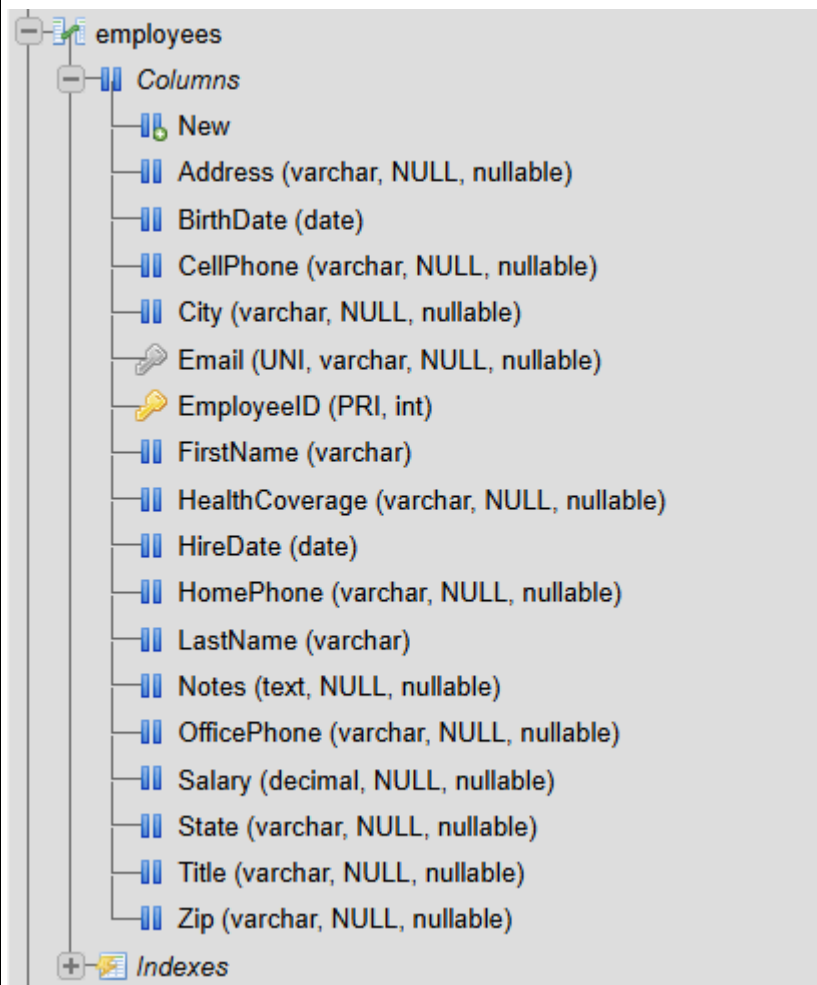 employees
Columns
New
Address (varchar, NULL, nullable)
BirthDate (date)
CellPhone (varchar, NULL, nullable)
City (varchar, NULL, nullable)
Email (UNI, varchar, NULL, nullable)
EmployeeID (PRI, int)
FirstName (varchar)
HealthCoverage (varchar, NULL, nullable)
HireDate (date)
HomePhone (varchar, NULL, nullable)
LastName (varchar)
Notes (text, NULL, nullable)
OfficePhone (varchar, NULL, nullable)
Salary (decimal, NULL, nullable)
State (varchar, NULL, nullable)
Title (varchar, NULL, nullable)
Zip (varchar, NULL, nullable)
Indexes